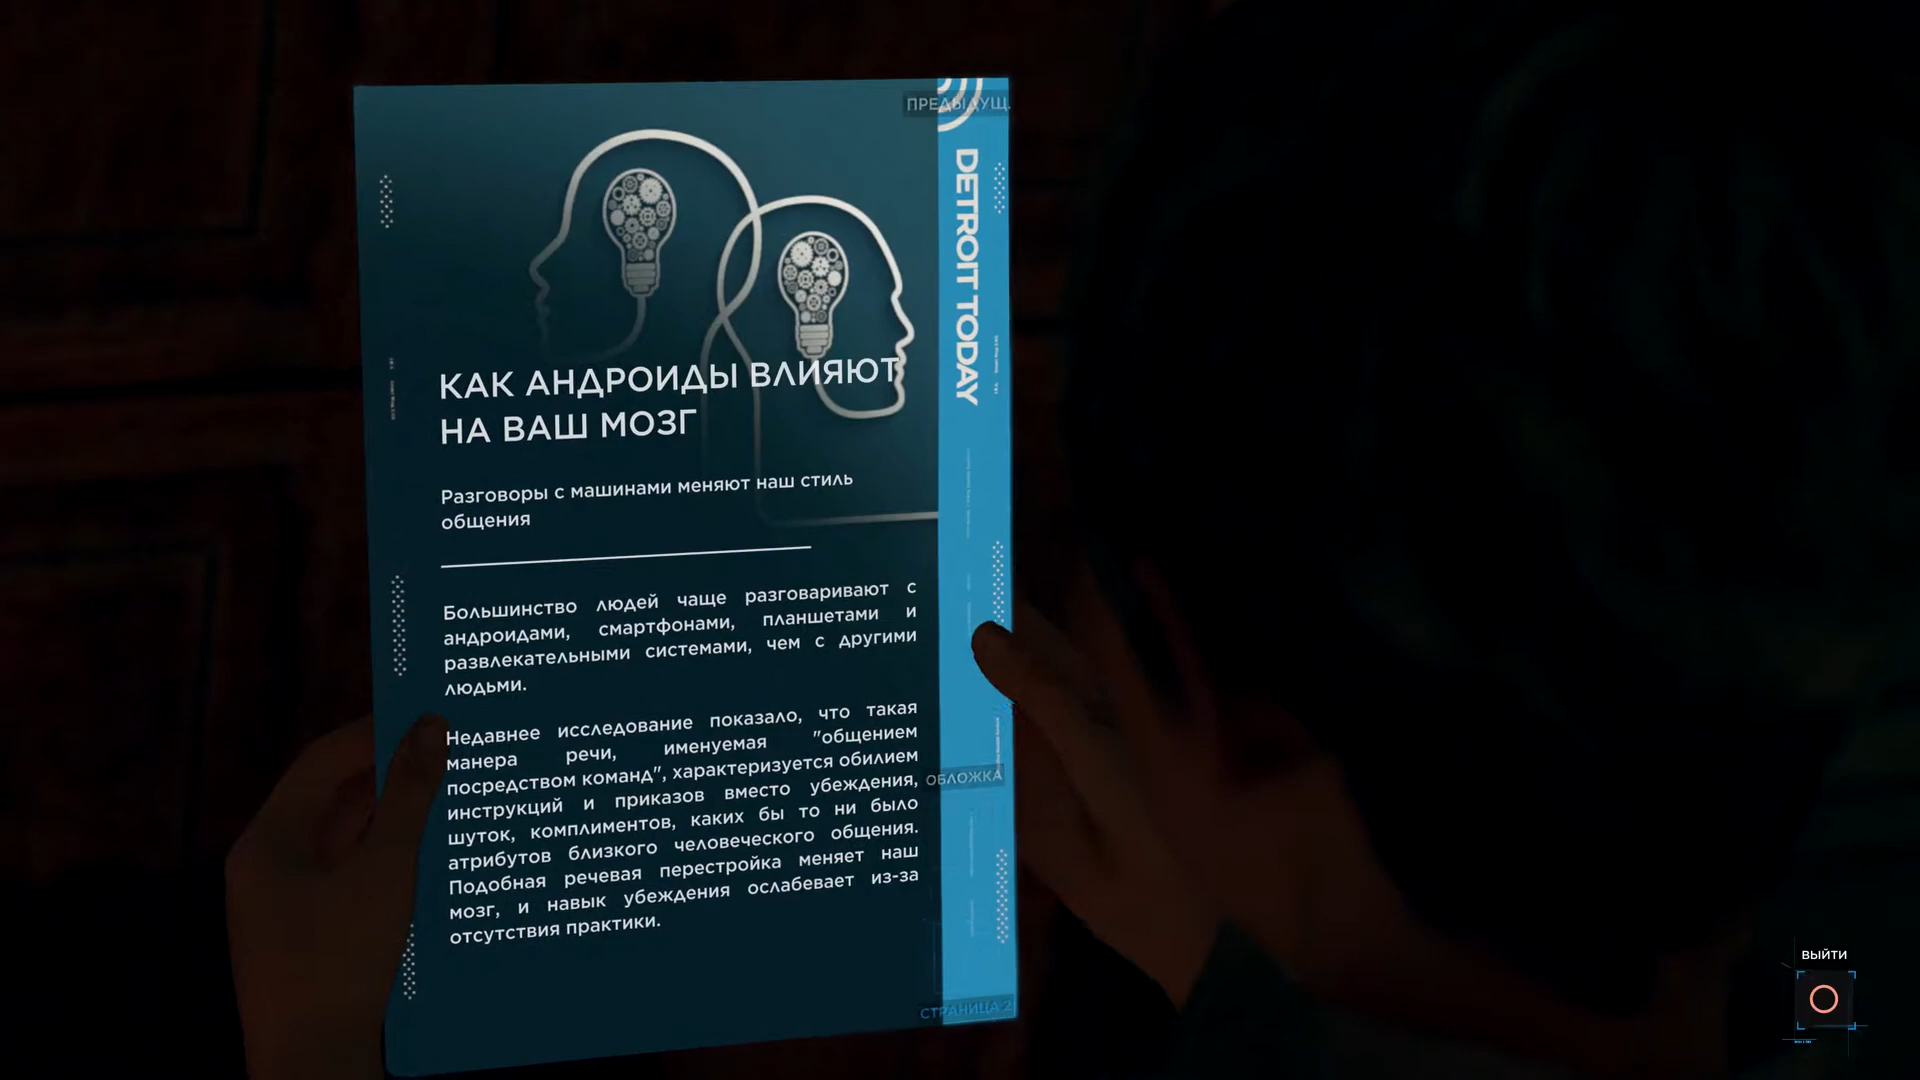 ПРЕДЫДУЩ.
DETROIT TODAY
КАК АНДРОИДЫ ВЛИЯЮТ
НА ВАШ МОЗГ
Разговоры с машинами меняют наш стиль
общения
Большинство людей чаще разговаривают с
андроидами, смартфонами, планшетами и
развлекательными системами, чем с другими
людьми.
Недавнее исследование показало, что такая
манера речи, именуемая "общением
посредством команд", характеризуется обилием
инструкций и приказов вместо убеждения,
шуток, комплиментов, каких бы то ни было
атрибутов близкого человеческого общения.
Подобная речевая перестройка меняет наш
мозг, и навык убеждения ослабевает из-за
отсутствия практики.
ОБЛОЖКА
СТРАНИЦА 2
ВЫЙТИ